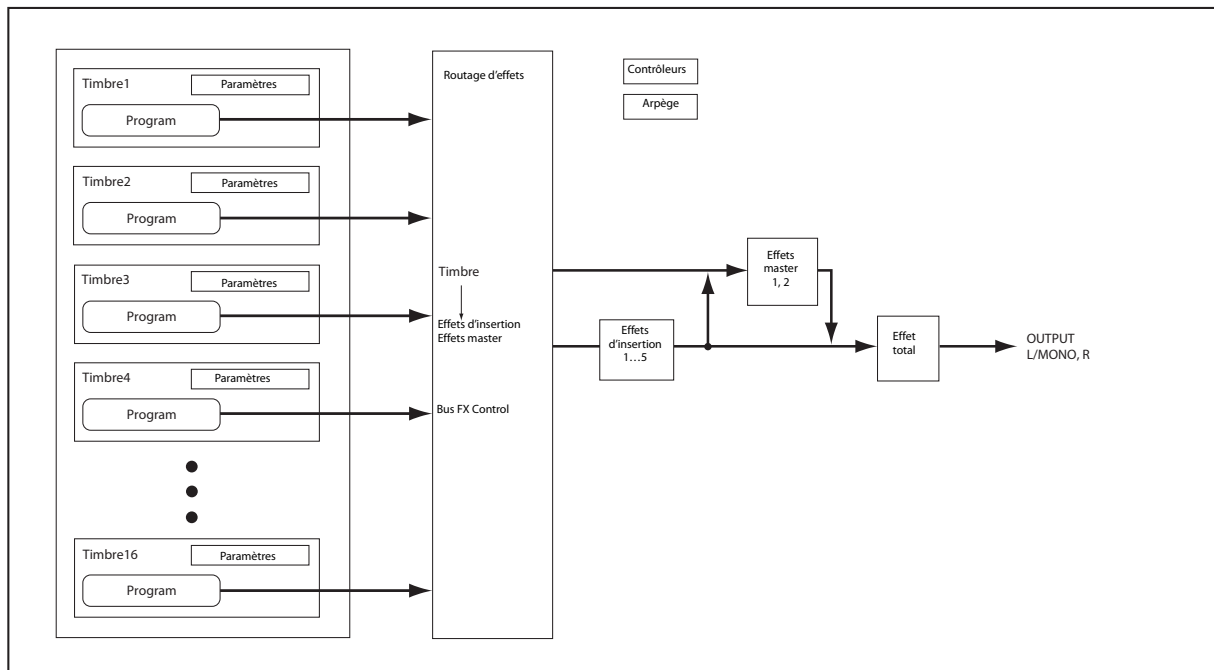 Timbre1
Paramètres
Program
Timbre2
Paramètres
Program
Timbre3
Paramètres
Program
Timbre4
Paramètres
Program
Timbre16
Paramètres
Program
Routage d'effets
Timbre
Effets d'insertion
Effets master
Bus FX Control
Contrôleurs
Arpège
Effets
master
1, 2
Effets
d'insertion
1…5
Effet
total
OUTPUT
L/MONO, R